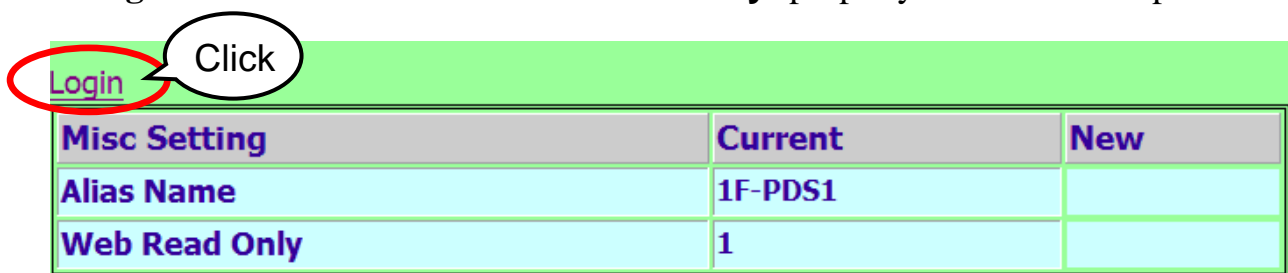 Click
Login
Misc Setting Current New
Alias Name 1F-PDS1
Web Read Only 1